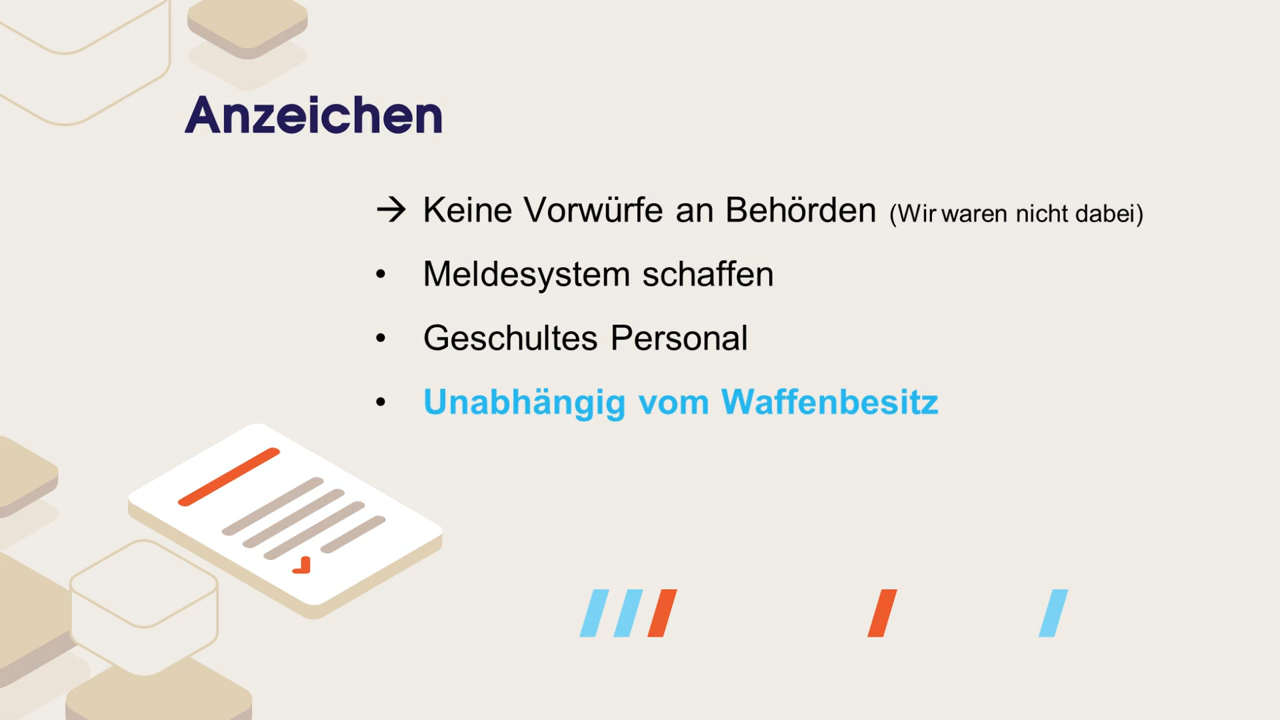 Anzeichen
→ Keine Vorwürfe an Behörden (Wir waren nicht dabei)
• Meldesystem schaffen
• Geschultes Personal
• Unabhängig vom Waffenbesitz